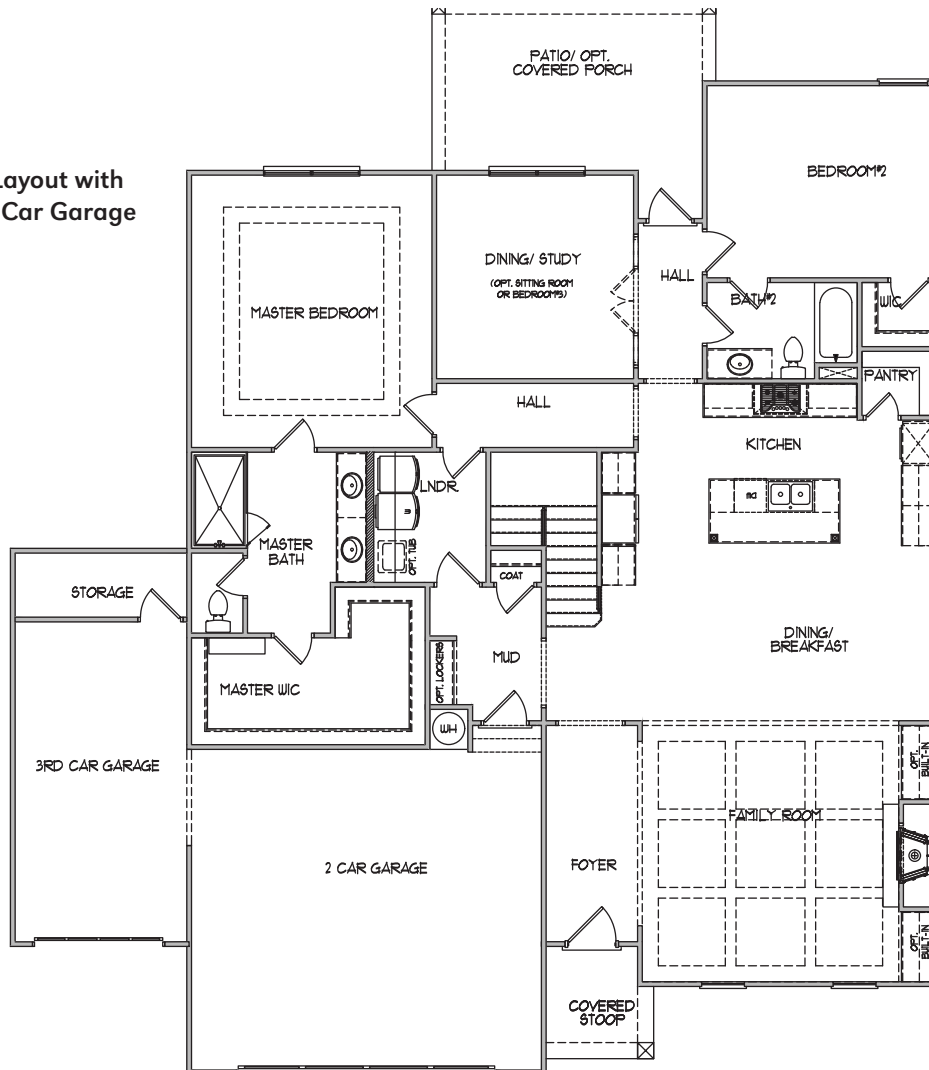 PATIO/ OPT.
COVERED PORCH
Layout with
Car Garage
BEDROOM#2
DINING/ STUDY
(OPT. SITTING ROOM
OR BEDROOM#3)
HALL
MASTER BEDROOM
BATH#2
WIC
PANTRY
HALL
KITCHEN
LNDR.
OPT. TUB
MASTER
BATH
COAT
STORAGE
DINING/
BREAKFAST
MUD
OPT. LOCKERS
MASTER WIC
WH
3RD CAR GARAGE
OPT.
BUILT-IN
FAMILY ROOM
2 CAR GARAGE
FOYER
OPT.
BUILT-IN
COVERED
STOOP